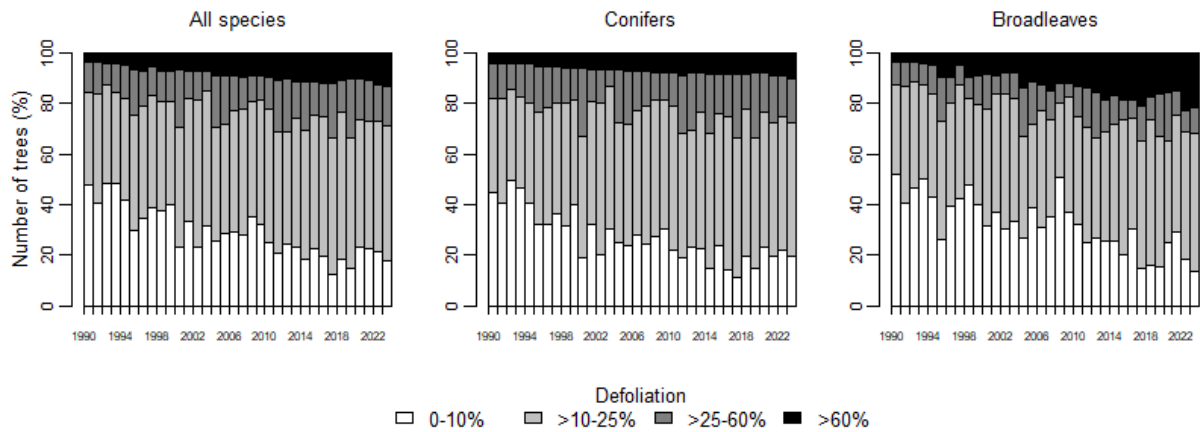 All species
Conifers
Broadleaves
Number of trees (%)
0 20 40 60 80 100
0 20 40 60 80 100
0 20 40 60 80 100
1990 1994 1998 2002 2006 2010 2014 2018 2022
1990 1994 1998 2002 2006 2010 2014 2018 2022
1990 1994 1998 2002 2006 2010 2014 2018 2022
Defoliation
0-10% >10-25% >25-60% >60%